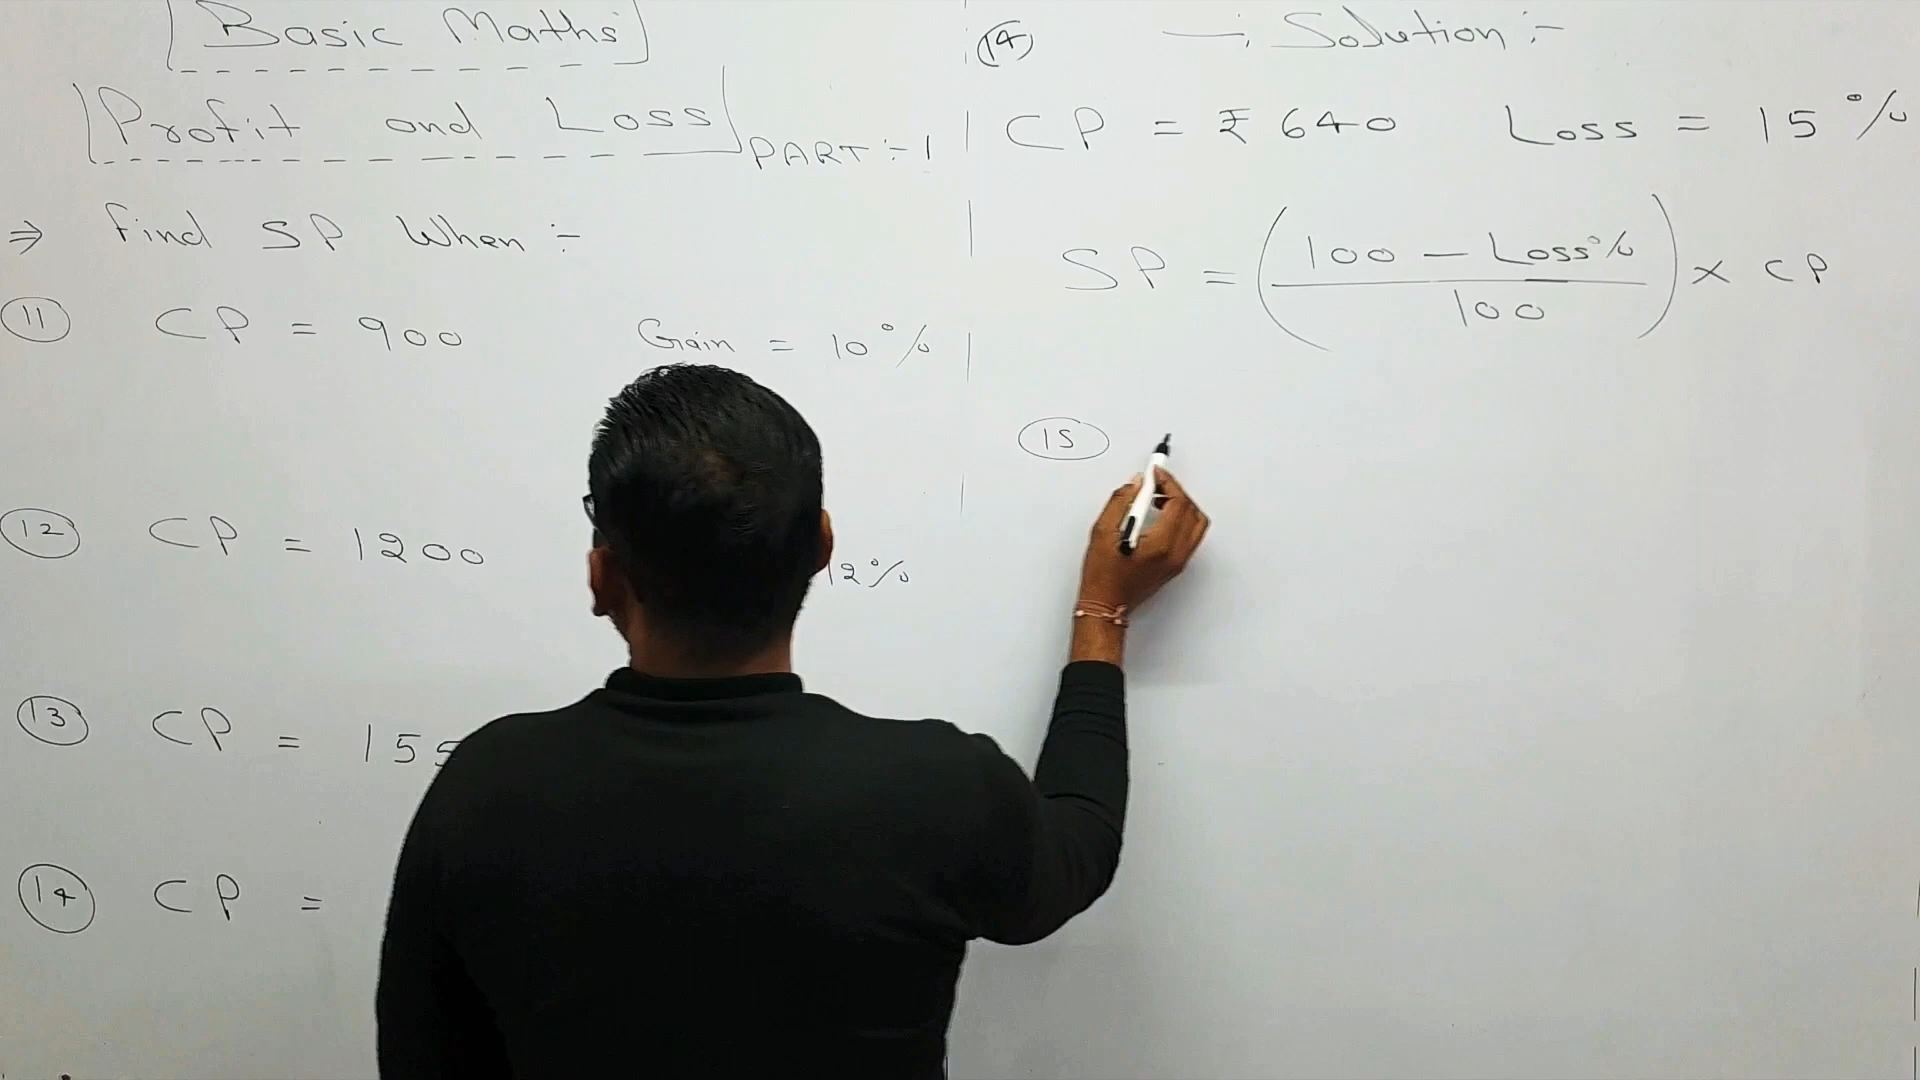 Basic Maths
Profit and Loss PART :- 1
⇒ Find SP When :-
11 CP = 900 Gain = 10%
12 CP = 1200 12%
13 CP = 155
14 CP =
14 Solution :-
CP = ₹ 640 Loss = 15%
SP = (100 - Loss% / 100) × CP
15